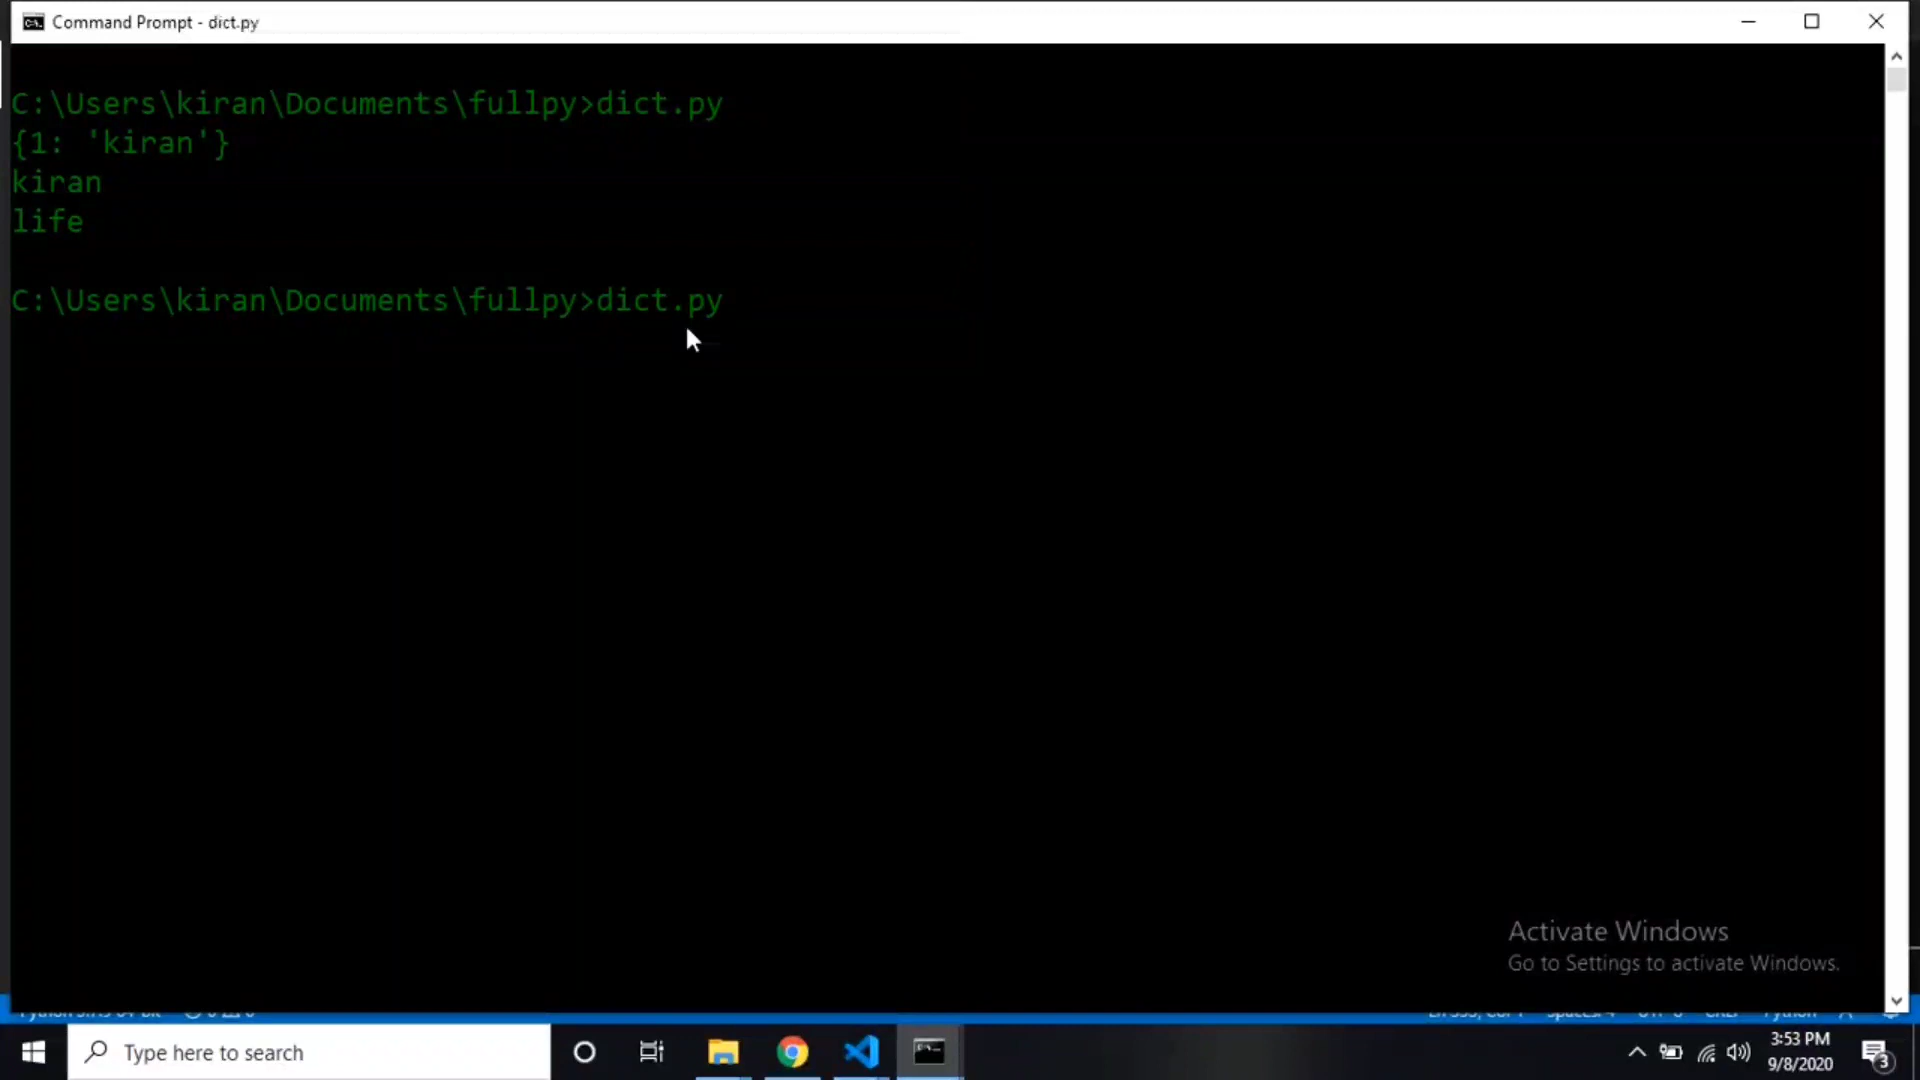 Command Prompt - dict.py
C:\Users\kiran\Documents\fullpy>dict.py
{1: 'kiran'}
kiran
life
C:\Users\kiran\Documents\fullpy>dict.py
Activate Windows
Go to Settings to activate Windows.
Type here to search
3:53 PM
9/8/2020
3